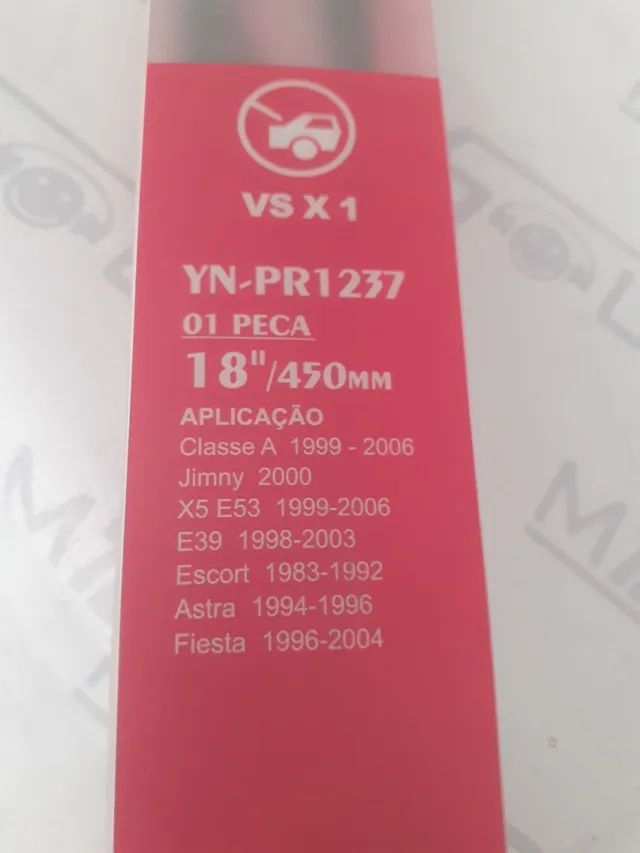 VS X 1
YN-PR1237
01 PECA
18"/450MM
APLICAÇÃO
Classe A 1999 - 2006
Jimny 2000
X5 E53 1999-2006
E39 1998-2003
Escort 1983-1992
Astra 1994-1996
Fiesta 1996-2004